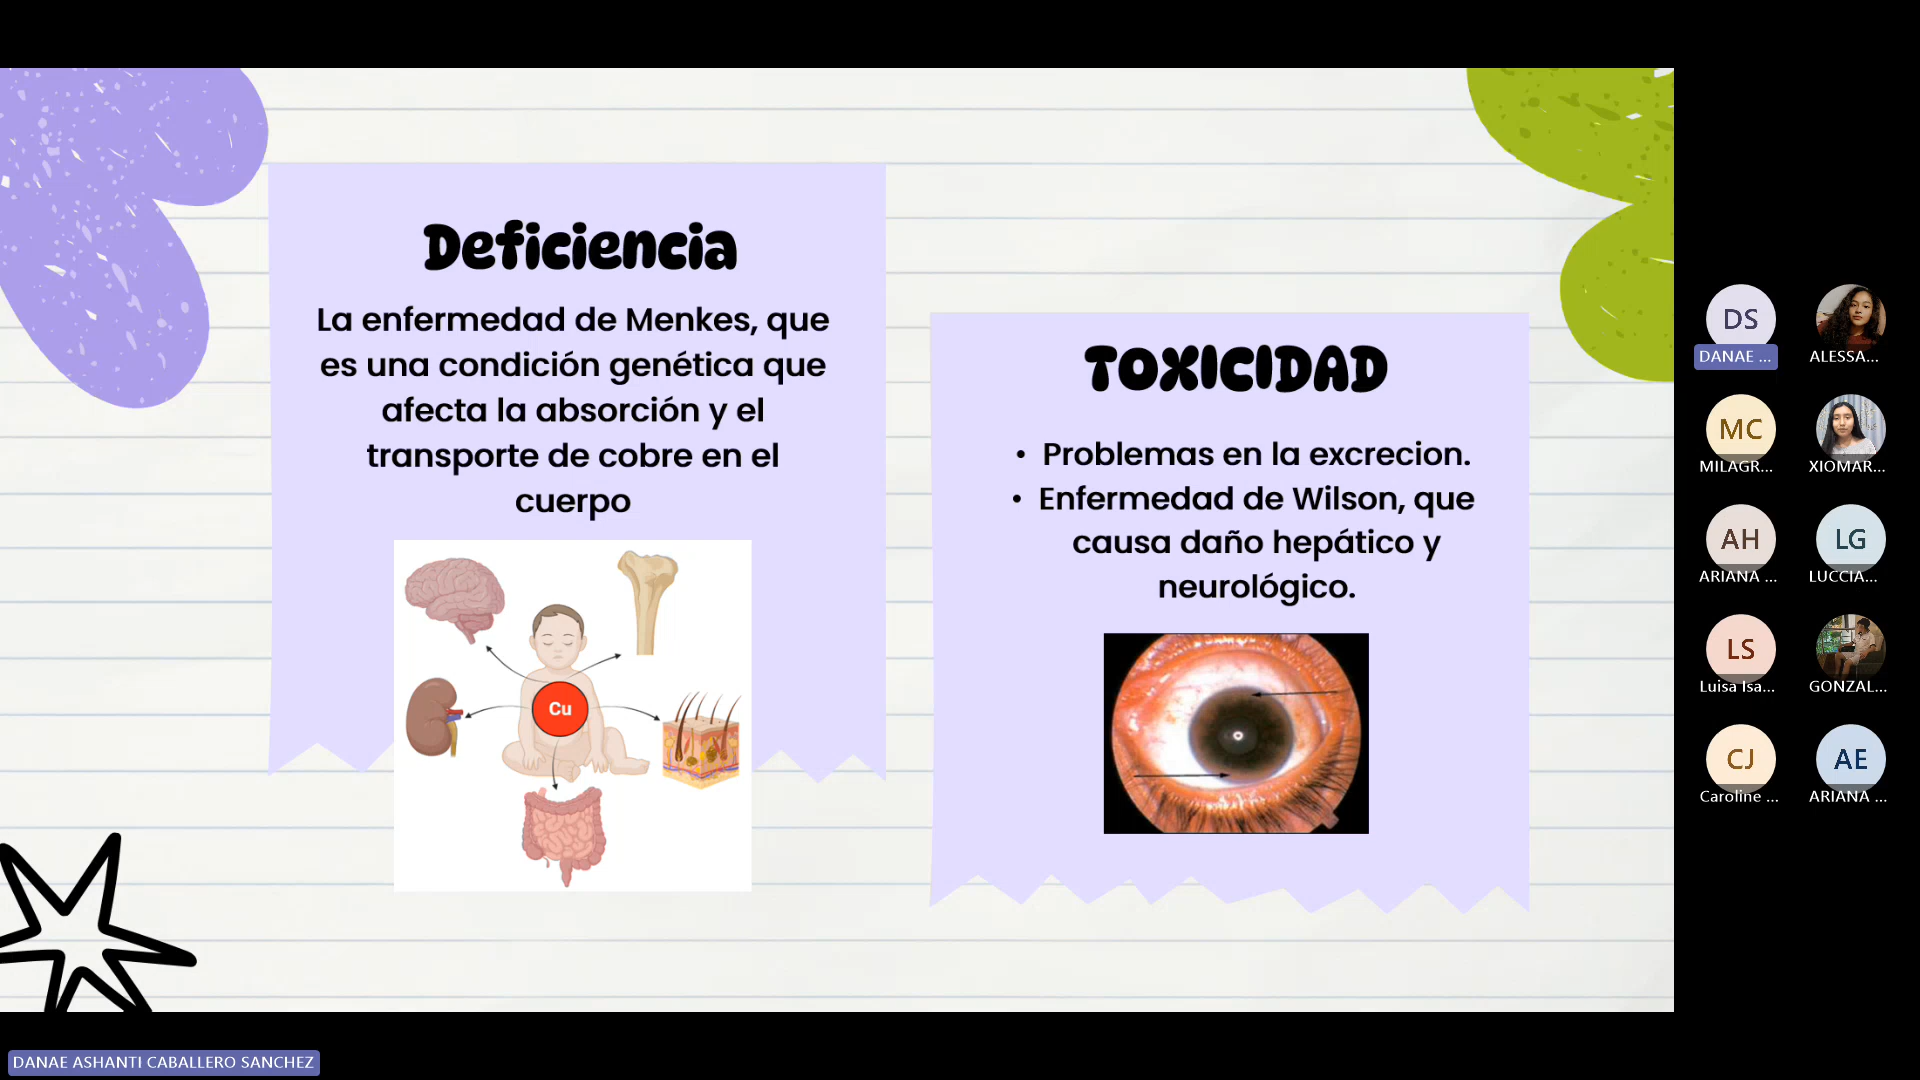 Deficiencia
La enfermedad de Menkes, que
es una condición genética que
afecta la absorción y el
transporte de cobre en el
cuerpo
Cu
TOXICIDAD
• Problemas en la excrecion.
• Enfermedad de Wilson, que
causa daño hepático y
neurológico.
DS
DANAE ...
ALESSA...
MC
MILAGR...
XIOMAR...
AH
ARIANA ...
LG
LUCCIA...
LS
Luisa Isa...
GONZAL...
CJ
Caroline ...
AE
ARIANA ...
DANAE ASHANTI CABALLERO SANCHEZ